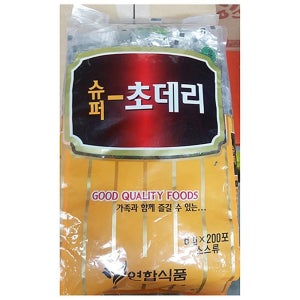 슈퍼-초데리
GOOD QUALITY FOODS
가족과 함께 즐길 수 있는...
6g×200포
소스류
연합식품